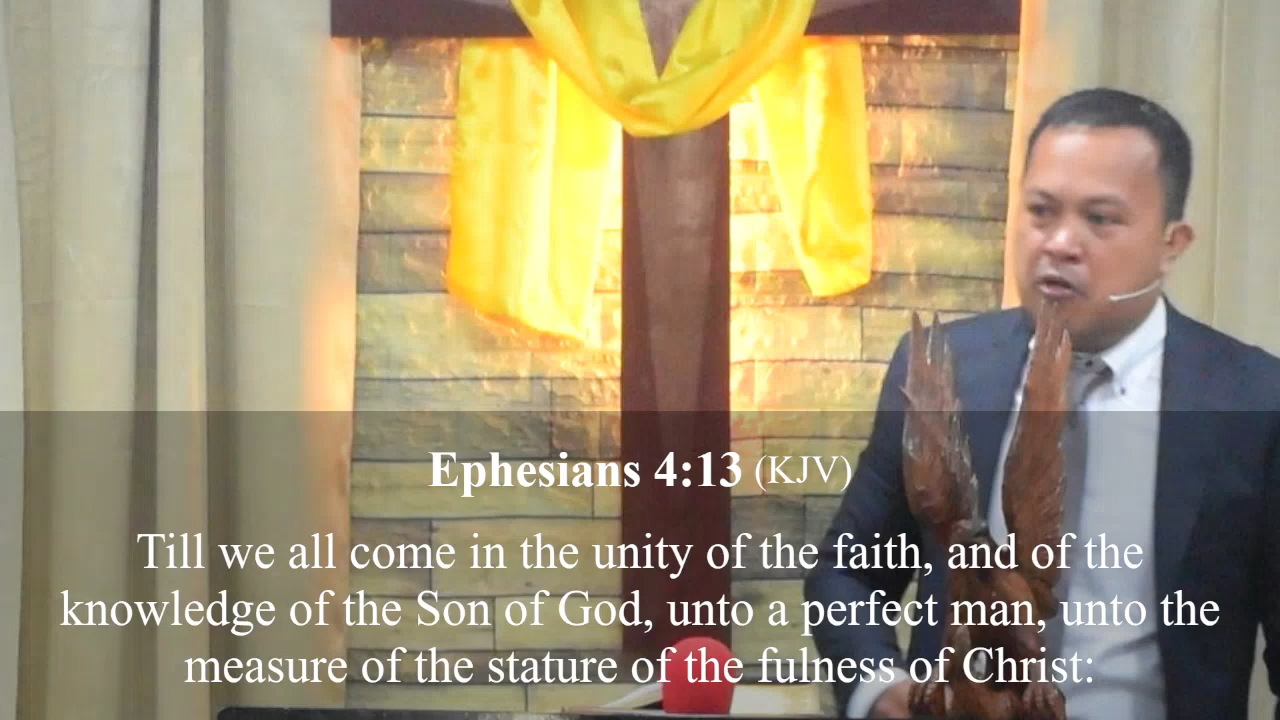 Ephesians 4:13 (KJV)
Till we all come in the unity of the faith, and of the
knowledge of the Son of God, unto a perfect man, unto the
measure of the stature of the fulness of Christ: